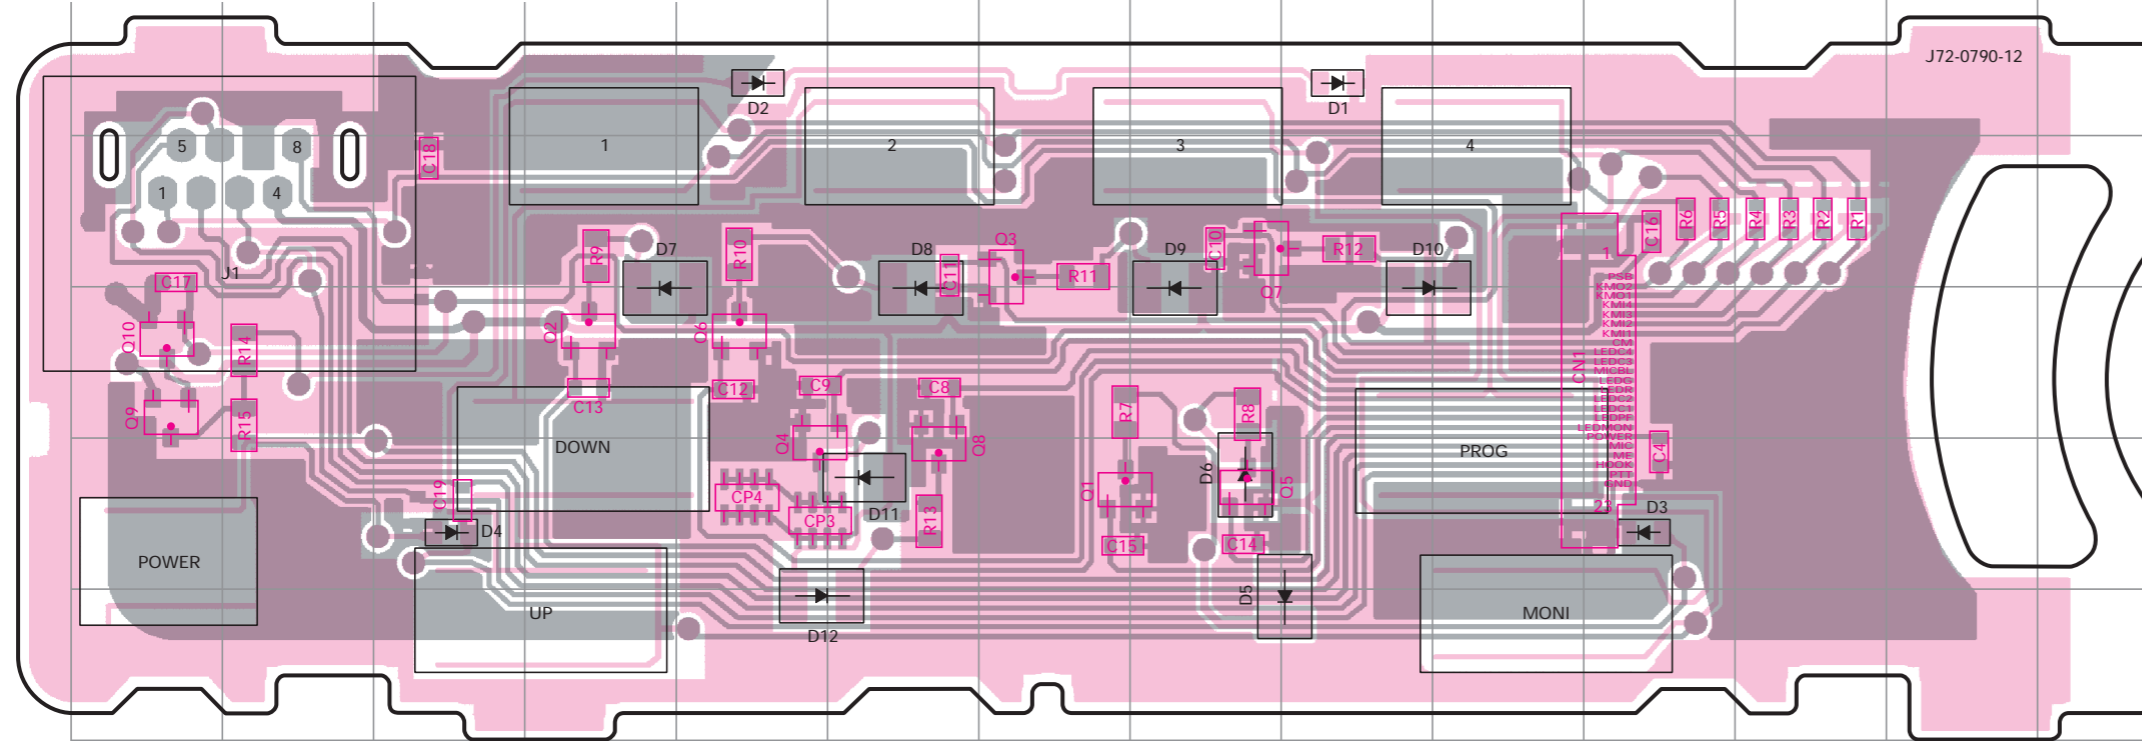 J72-0790-12
D2
D1
5
8
1
4
C18
1
2
3
4
J1
C17
Q10
R14
Q9
R15
R9
D7
R10
Q2
Q6
C13
C12
D8
C11
Q3
R11
D9
C10
Q7
R12
D10
C16
R6
R5
R4
R3
R2
R1
CN1
1
PSB
KMO2
KMO1
KMI4
KMI3
KMI2
KMI1
CM
LEDC4
LEDC3
MICBL
LEDG
LEDR
LEDC2
LEDC1
LEDPF
LEDMON
POWER
MIC
ME
HOOK
PTT
GND
23
C9
C8
Q4
Q8
R7
R8
D6
Q5
Q1
C4
DOWN
PROG
CP4
CP3
D11
R13
C15
C14
C19
D4
D3
POWER
UP
D12
D5
MONI